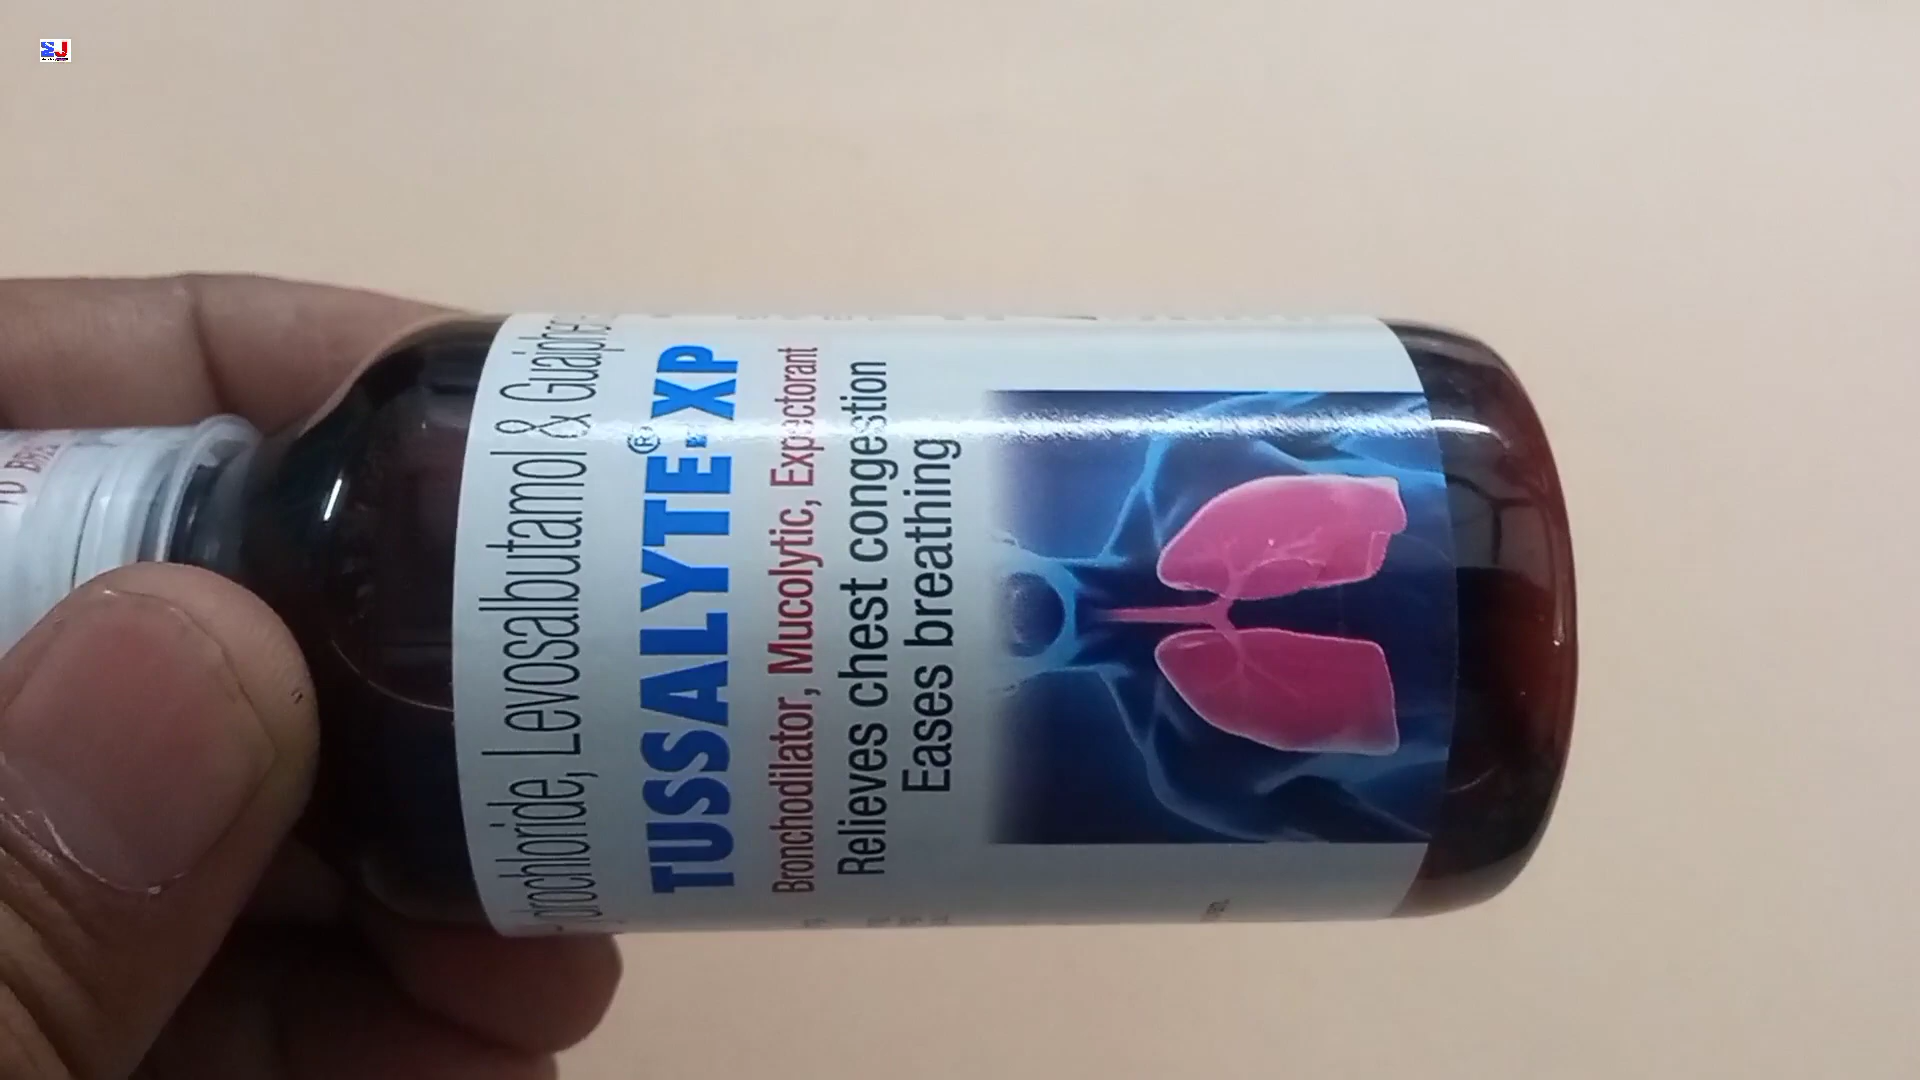 Levosalbutamol &
TUSSALYTE®-XP
Bronchodilator, Mucolytic, Expectorant
Relieves chest congestion
Eases breathing